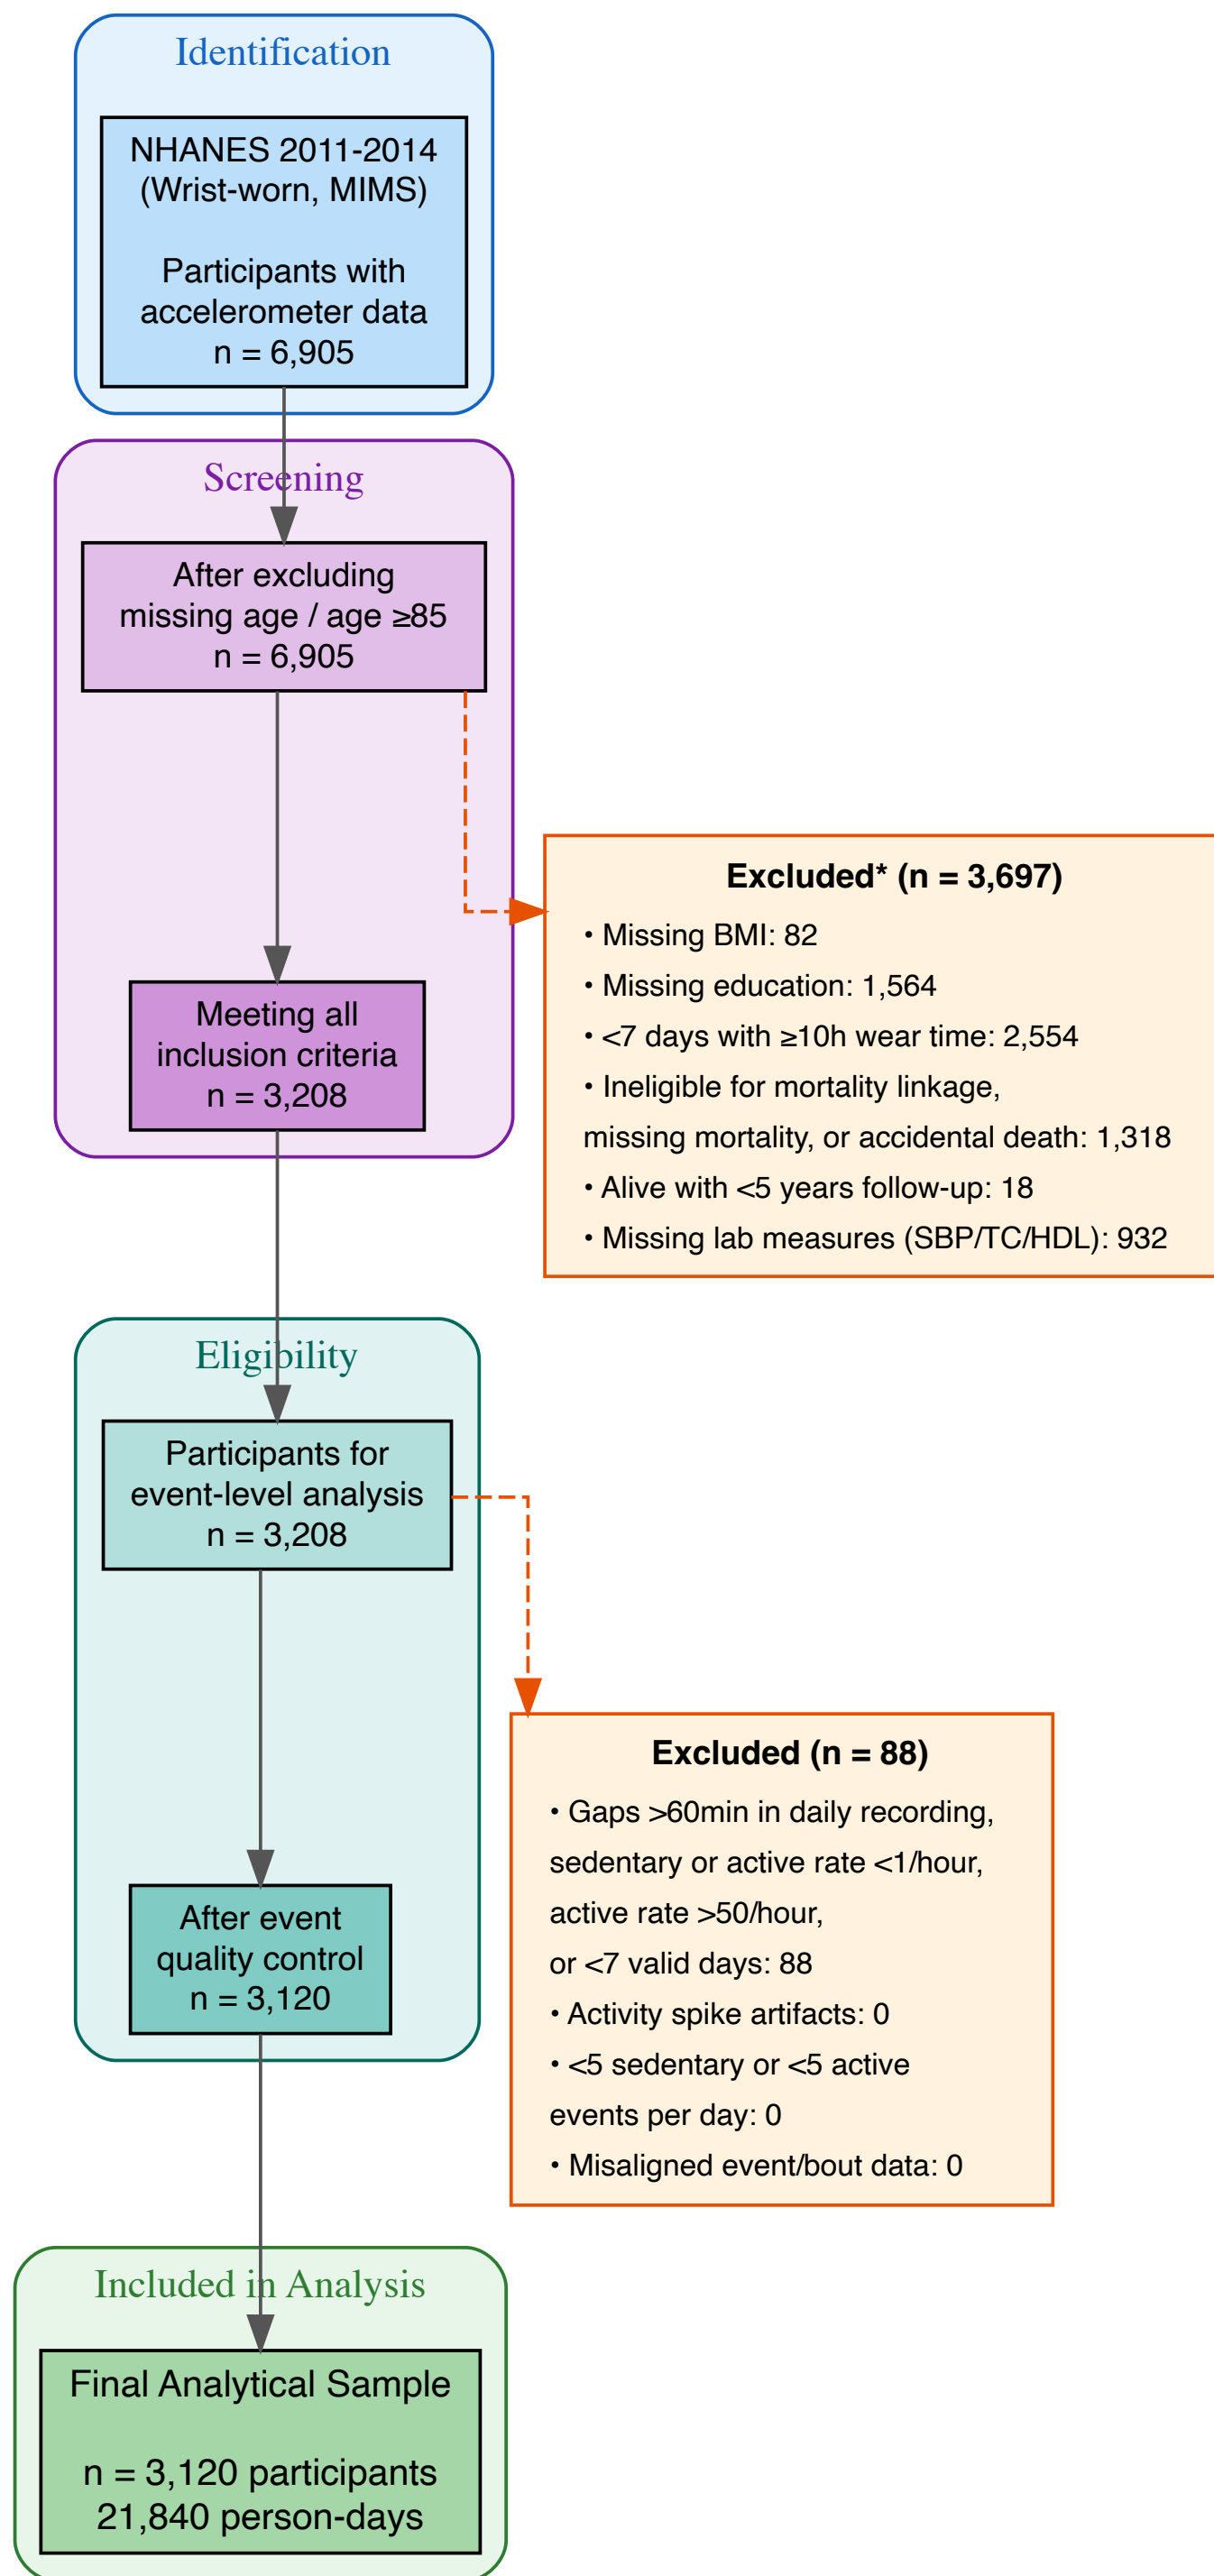 Identification
NHANES 2011-2014
(Wrist-worn, MIMS)
Participants with
accelerometer data
n = 6,905
Screening
After excluding
missing age / age ≥85
n = 6,905
Excluded* (n = 3,697)
• Missing BMI: 82
• Missing education: 1,564
• <7 days with ≥10h wear time: 2,554
• Ineligible for mortality linkage,
missing mortality, or accidental death: 1,318
• Alive with <5 years follow-up: 18
• Missing lab measures (SBP/TC/HDL): 932
Meeting all
inclusion criteria
n = 3,208
Eligibility
Participants for
event-level analysis
n = 3,208
Excluded (n = 88)
• Gaps >60min in daily recording,
sedentary or active rate <1/hour,
active rate >50/hour,
or <7 valid days: 88
• Activity spike artifacts: 0
• <5 sedentary or <5 active
events per day: 0
• Misaligned event/bout data: 0
After event
quality control
n = 3,120
Included in Analysis
Final Analytical Sample
n = 3,120 participants
21,840 person-days